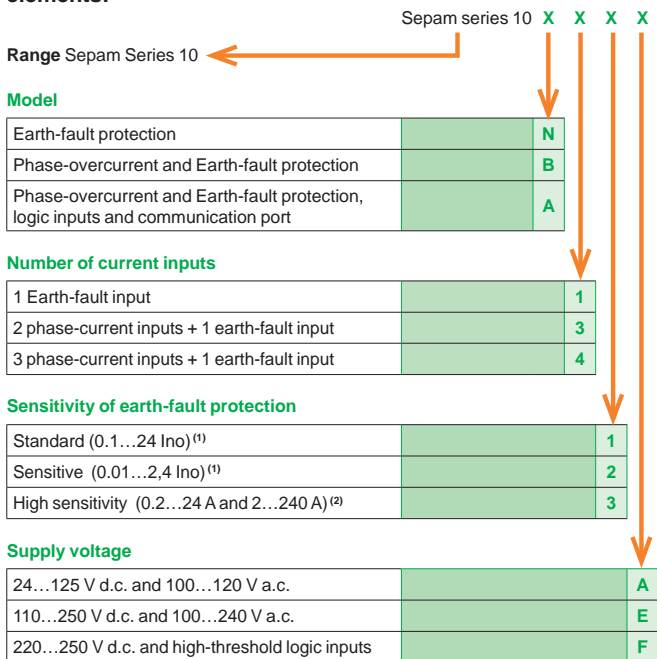 elements:
Sepam series 10 X X X X
Range Sepam Series 10
Model
Earth-fault protection N
Phase-overcurrent and Earth-fault protection B
Phase-overcurrent and Earth-fault protection,
logic inputs and communication port A
Number of current inputs
1 Earth-fault input 1
2 phase-current inputs + 1 earth-fault input 3
3 phase-current inputs + 1 earth-fault input 4
Sensitivity of earth-fault protection
Standard (0.1…24 Ino) (1) 1
Sensitive (0.01…2,4 Ino) (1) 2
High sensitivity (0.2…24 A and 2…240 A) (2) 3
Supply voltage
24…125 V d.c. and 100…120 V a.c. A
110…250 V d.c. and 100…240 V a.c. E
220…250 V d.c. and high-threshold logic inputs F